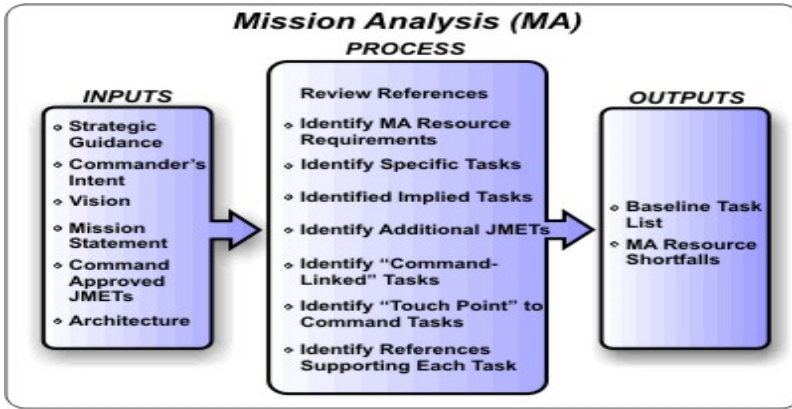 Mission Analysis (MA)
INPUTS
Strategic
Guidance
Commander's
Intent
Vision
Mission
Statement
Command
Approved
JMETs
Architecture
PROCESS
Review References
Identify MA Resource
Requirements
Identify Specific Tasks
Identified Implied Tasks
Identify Additional JMETs
Identify “Command-
Linked” Tasks
Identify “Touch Point” to
Command Tasks
Identify References
Supporting Each Task
OUTPUTS
Baseline Task
List
MA Resource
Shortfalls